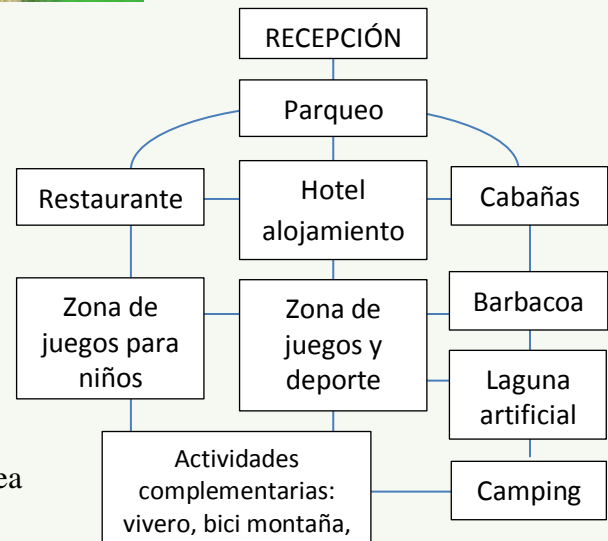 RECEPCIÓN
Parqueo
Restaurante
Hotel
alojamiento
Cabañas
Zona de
juegos para
niños
Zona de
juegos y
deporte
Barbacoa
Laguna
artificial
ea
Actividades
complementarias:
vivero, bici montaña,
Camping